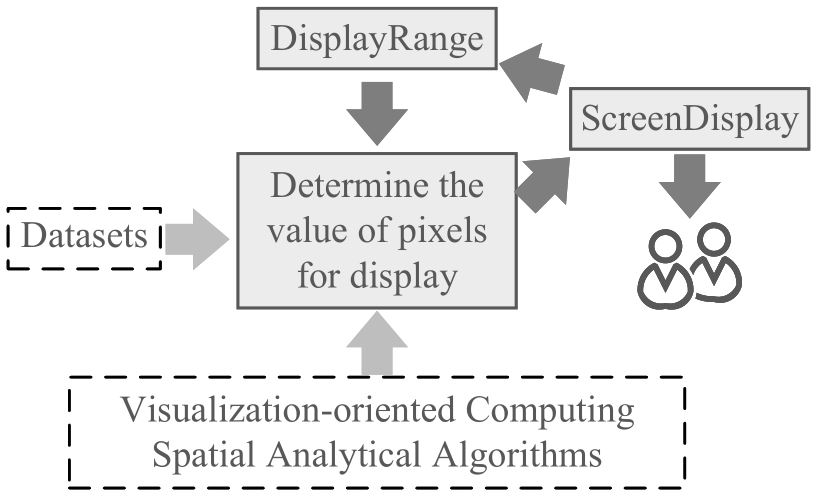 DisplayRange
ScreenDisplay
Determine the
value of pixels
for display
Datasets
Visualization-oriented Computing
Spatial Analytical Algorithms